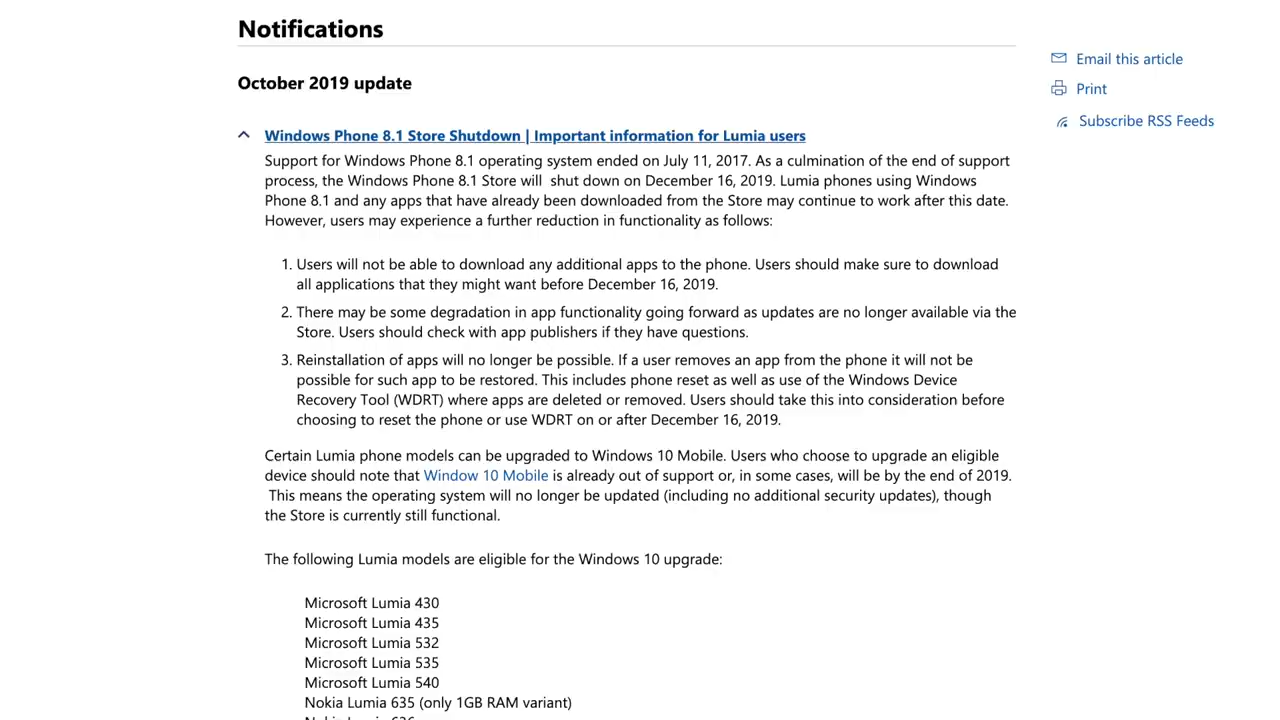 Notifications
Email this article
October 2019 update
Print
Subscribe RSS Feeds
Windows Phone 8.1 Store Shutdown | Important information for Lumia users
Support for Windows Phone 8.1 operating system ended on July 11, 2017. As a culmination of the end of support
process, the Windows Phone 8.1 Store will  shut down on December 16, 2019. Lumia phones using Windows
Phone 8.1 and any apps that have already been downloaded from the Store may continue to work after this date.
However, users may experience a further reduction in functionality as follows:
1. Users will not be able to download any additional apps to the phone. Users should make sure to download
all applications that they might want before December 16, 2019.
2. There may be some degradation in app functionality going forward as updates are no longer available via the
Store. Users should check with app publishers if they have questions.
3. Reinstallation of apps will no longer be possible. If a user removes an app from the phone it will not be
possible for such app to be restored. This includes phone reset as well as use of the Windows Device
Recovery Tool (WDRT) where apps are deleted or removed. Users should take this into consideration before
choosing to reset the phone or use WDRT on or after December 16, 2019.
Certain Lumia phone models can be upgraded to Windows 10 Mobile. Users who choose to upgrade an eligible
device should note that Window 10 Mobile is already out of support or, in some cases, will be by the end of 2019.
This means the operating system will no longer be updated (including no additional security updates), though
the Store is currently still functional.
The following Lumia models are eligible for the Windows 10 upgrade:
Microsoft Lumia 430
Microsoft Lumia 435
Microsoft Lumia 532
Microsoft Lumia 535
Microsoft Lumia 540
Nokia Lumia 635 (only 1GB RAM variant)